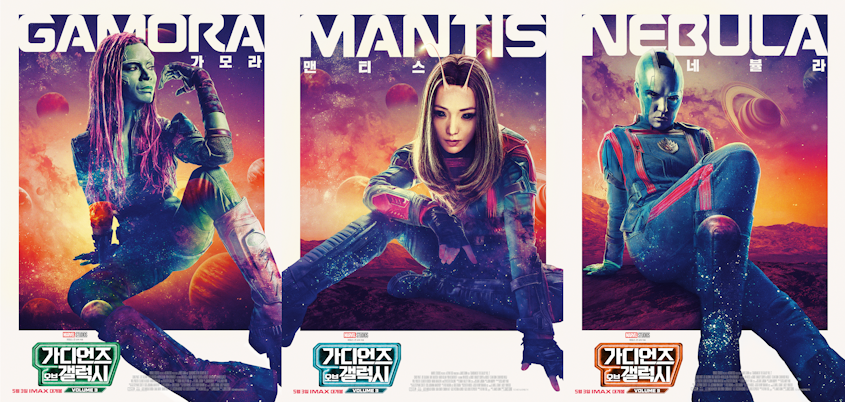 GAMORA
가모라
MARVEL STUDIOS
가디언즈
오브 갤럭시
VOLUME 3
5월 3일 IMAX 대개봉
MANTIS
맨티스
MARVEL STUDIOS
가디언즈
오브 갤럭시
VOLUME 3
5월 3일 IMAX 대개봉
NEBULA
네뷸라
MARVEL STUDIOS
가디언즈
오브 갤럭시
VOLUME 3
5월 3일 IMAX 대개봉